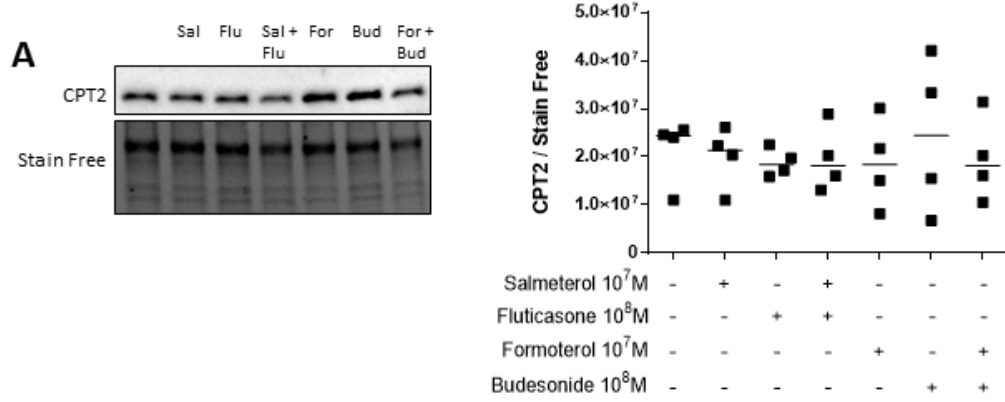 A
Sal Flu Sal + Flu For Bud For + Bud
CPT2
Stain Free
CPT2 / Stain Free
5.0×10⁷
4.0×10⁷
3.0×10⁷
2.0×10⁷
1.0×10⁷
0
Salmeterol 10⁷M - + - + - - -
Fluticasone 10⁸M - - + + - - -
Formoterol 10⁷M - - - - + - +
Budesonide 10⁸M - - - - - + +